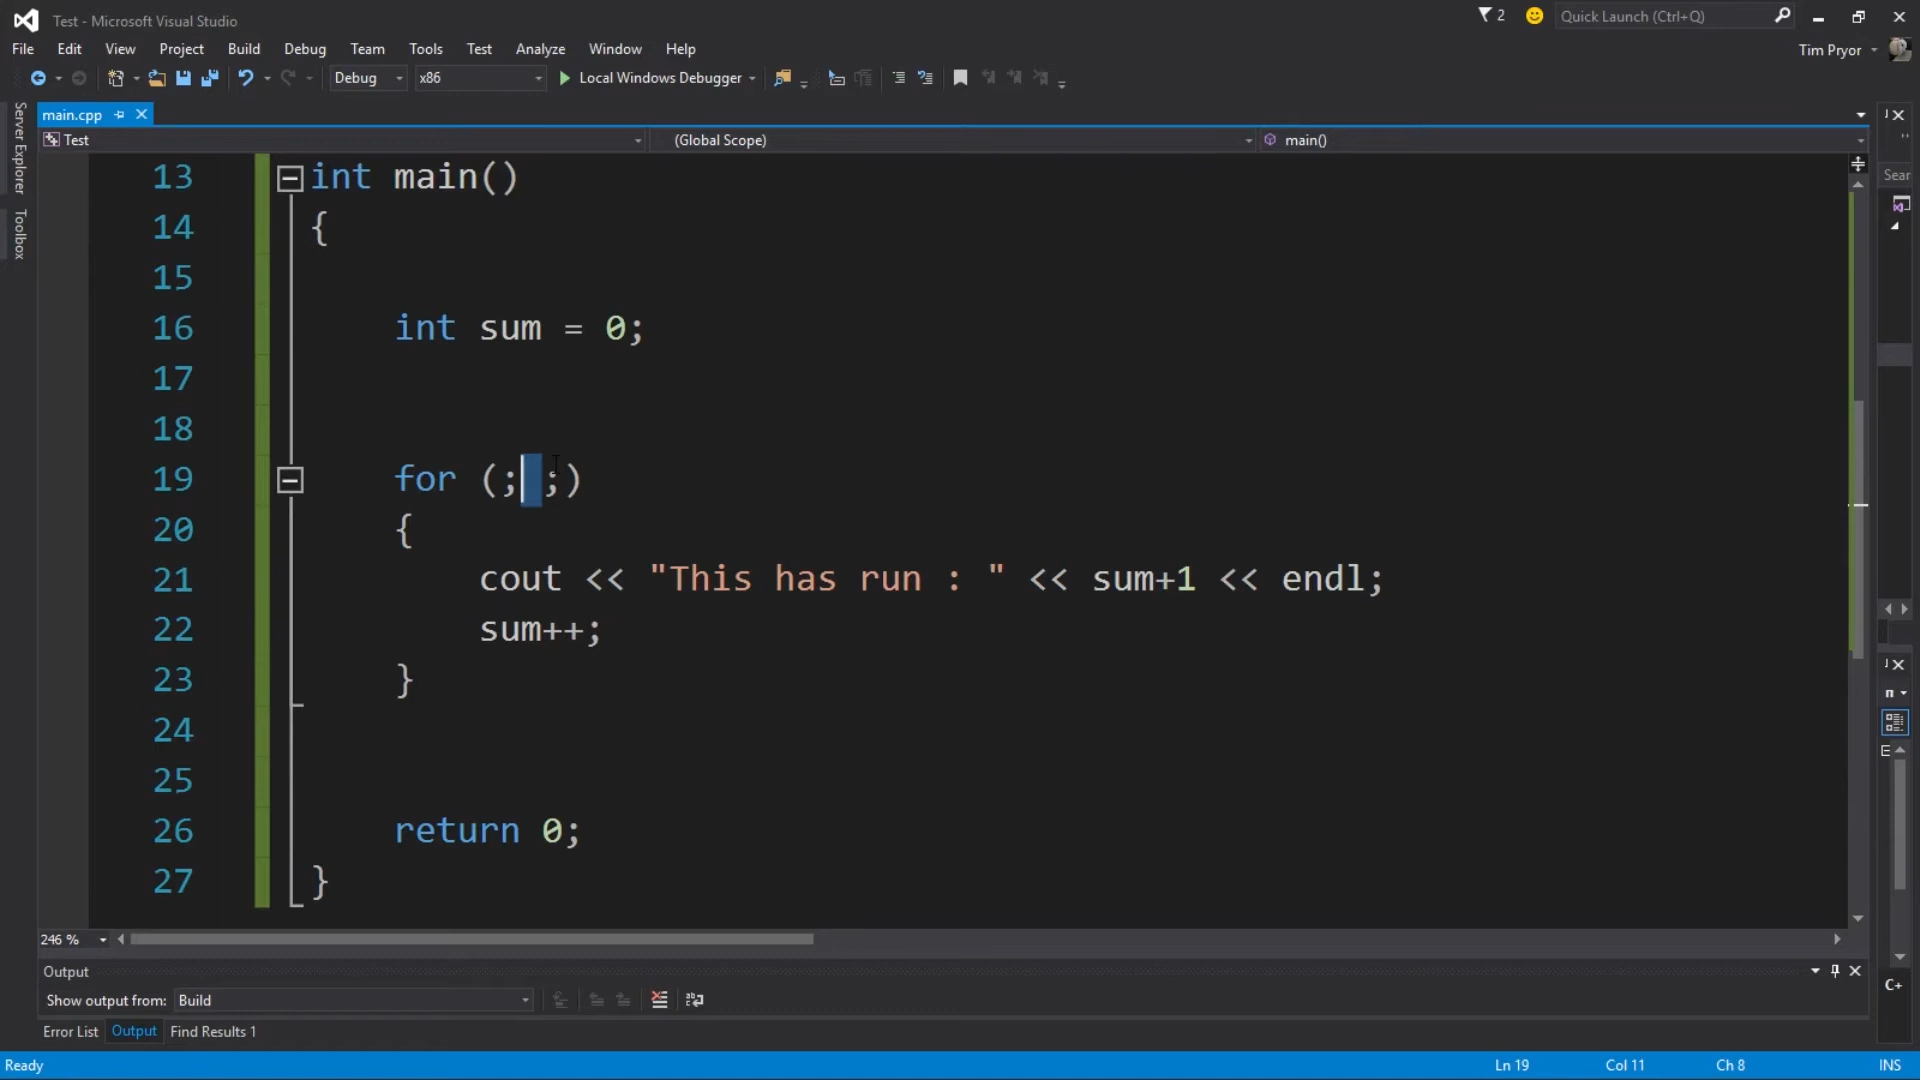 Test - Microsoft Visual Studio
2
Quick Launch (Ctrl+Q)
File Edit View Project Build Debug Team Tools Test Analyze Window Help
Tim Pryor
Debug x86 Local Windows Debugger
Server Explorer
Toolbox
main.cpp
Test (Global Scope) main()
Sear
13 int main()
14 {
15
16 int sum = 0;
17
18
19 for (; ;)
20 {
21 cout << "This has run : " << sum+1 << endl;
22 sum++;
23 }
24
25
26 return 0;
27 }
246 %
Output
Show output from: Build
C+
Error List Output Find Results 1
Ready Ln 19 Col 11 Ch 8 INS